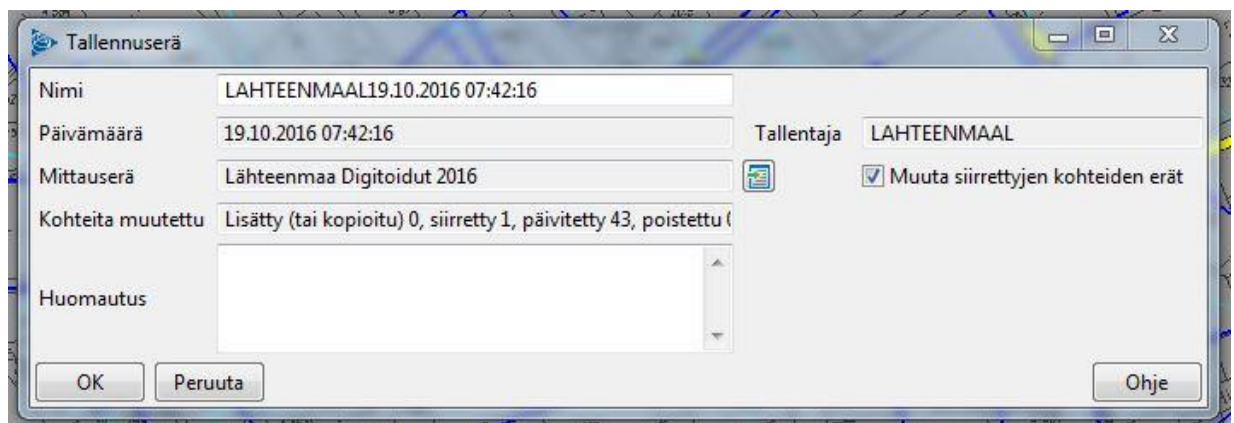 Tallennuserä
Nimi LAHTEENMAAL19.10.2016 07:42:16
Päivämäärä 19.10.2016 07:42:16 Tallentaja LAHTEENMAAL
Mittauserä Lähteenmaa Digitoidut 2016 Muuta siirrettyjen kohteiden erät
Kohteita muutettu Lisätty (tai kopioitu) 0, siirretty 1, päivitetty 43, poistettu
Huomautus
OK Peruuta Ohje